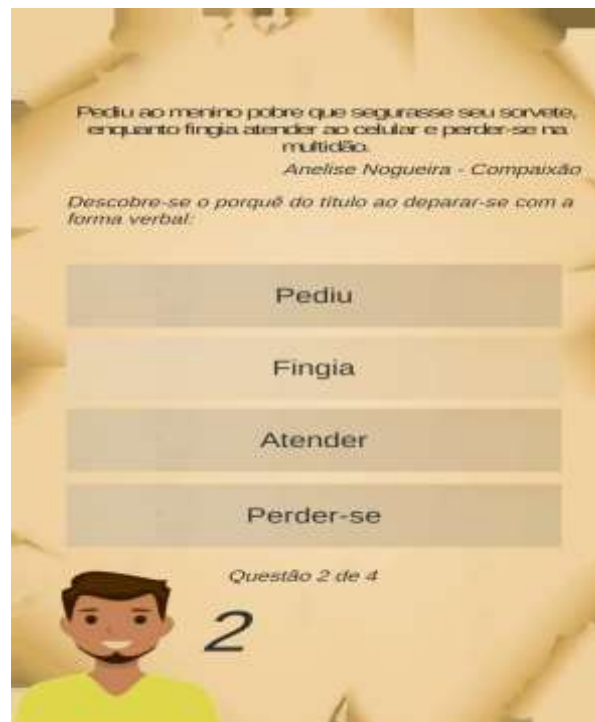 Pediu ao menino pobre que segurasse seu sorvete,
enquanto fingia atender ao celular e perder-se na
multidão.
Anelise Nogueira - Compaixão
Descobre-se o porquê do título ao deparar-se com a
forma verbal:
Pediu
Fingia
Atender
Perder-se
Questão 2 de 4
2